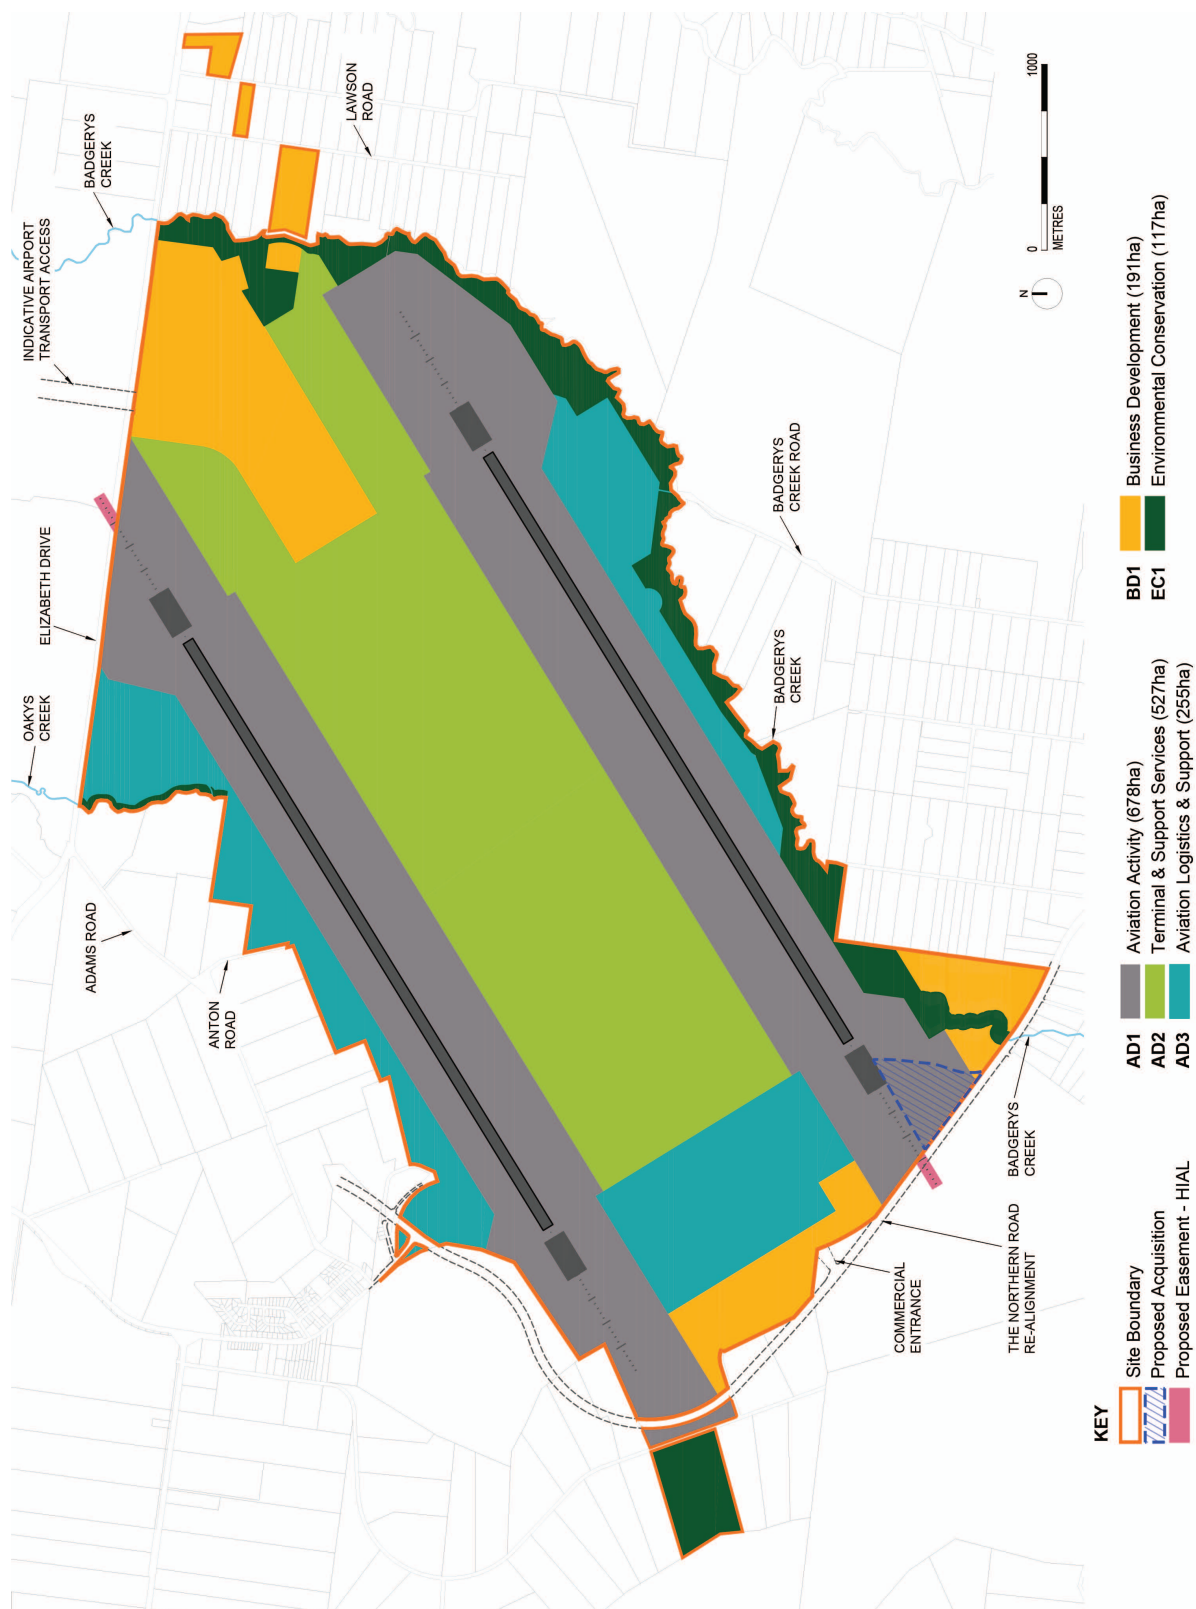 OAKYS
CREEK
ELIZABETH DRIVE
INDICATIVE AIRPORT
TRANSPORT ACCESS
BADGERYS
CREEK
ADAMS ROAD
ANTON
ROAD
LAWSON
ROAD
BADGERYS
CREEK ROAD
BADGERYS
CREEK
COMMERCIAL
ENTRANCE
THE NORTHERN ROAD
RE-ALIGNMENT
BADGERYS
CREEK
N
0
1000
METRES
KEY
Site Boundary
Proposed Acquisition
Proposed Easement - HIAL
AD1 Aviation Activity (678ha)
AD2 Terminal & Support Services (527ha)
AD3 Aviation Logistics & Support (255ha)
BD1 Business Development (191ha)
EC1 Environmental Conservation (117ha)